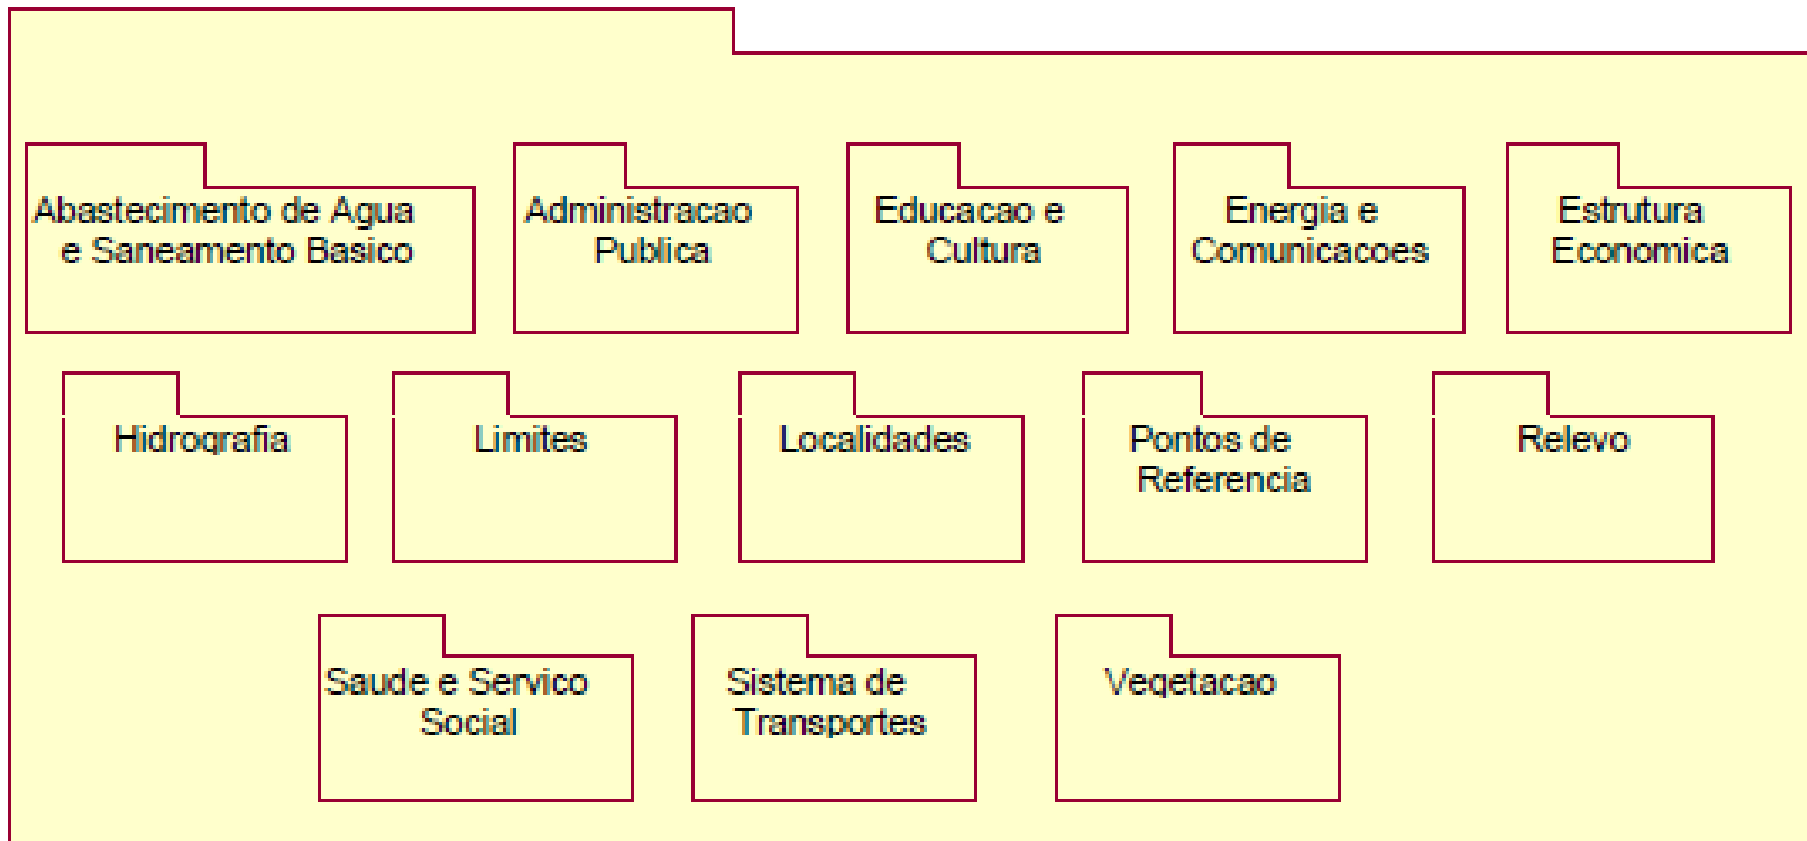 Abastecimento de Agua
e Saneamento Basico
Administracao
Publica
Educacao e
Cultura
Energia e
Comunicacoes
Estrutura
Economica
Hidrografia
Limites
Localidades
Pontos de
Referencia
Relevo
Saude e Servico
Social
Sistema de
Transportes
Vegetacao